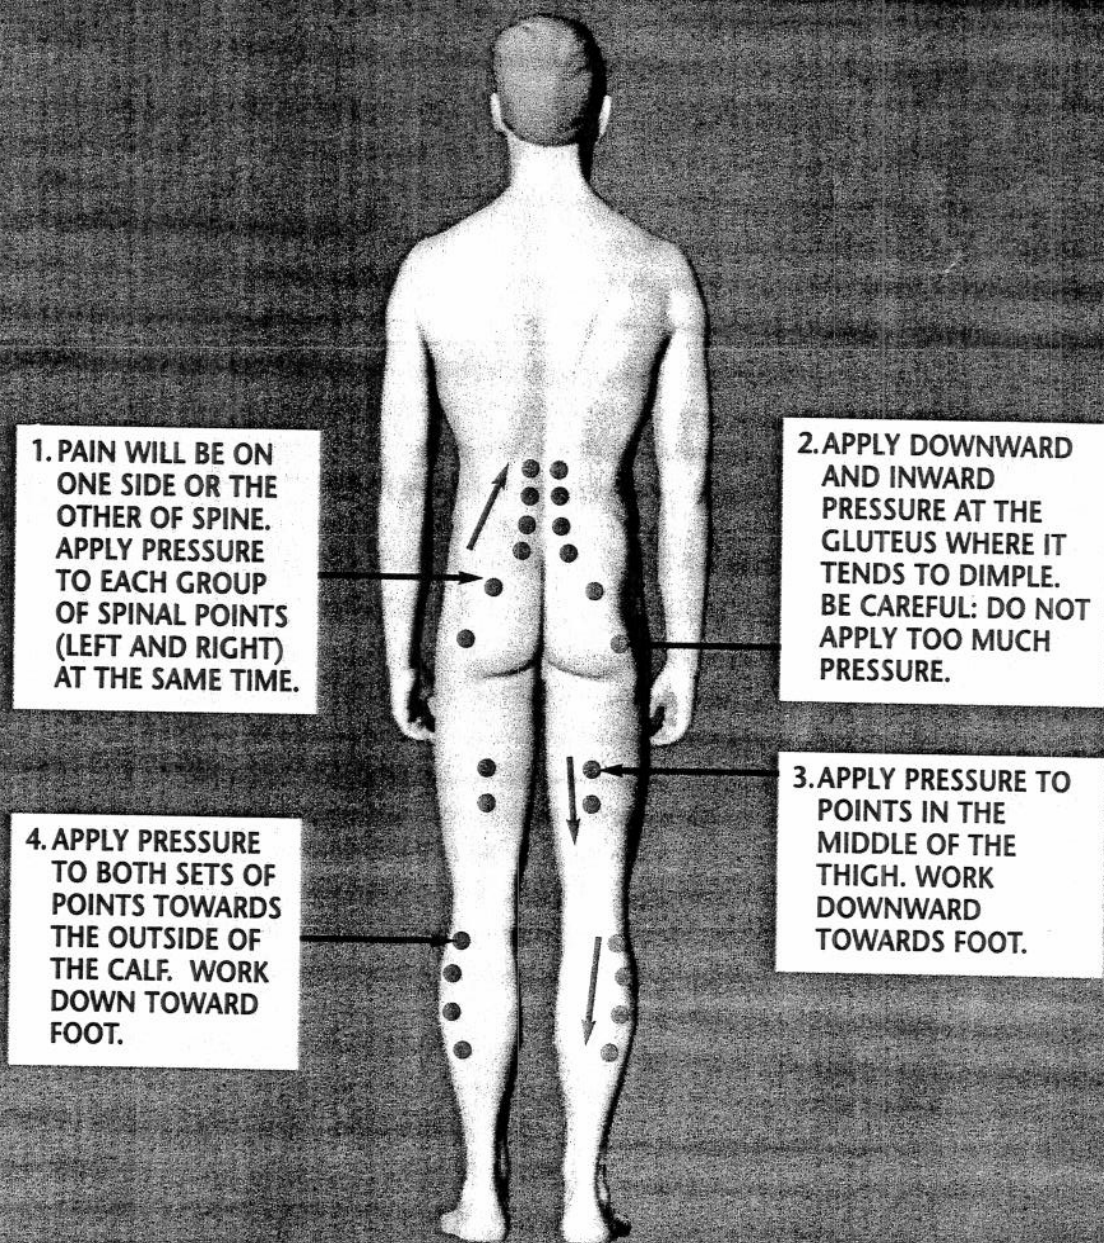 1. PAIN WILL BE ON
ONE SIDE OR THE
OTHER OF SPINE.
APPLY PRESSURE
TO EACH GROUP
OF SPINAL POINTS
(LEFT AND RIGHT)
AT THE SAME TIME.
2. APPLY DOWNWARD
AND INWARD
PRESSURE AT THE
GLUTEUS WHERE IT
TENDS TO DIMPLE.
BE CAREFUL: DO NOT
APPLY TOO MUCH
PRESSURE.
3. APPLY PRESSURE TO
POINTS IN THE
MIDDLE OF THE
THIGH. WORK
DOWNWARD
TOWARDS FOOT.
4. APPLY PRESSURE
TO BOTH SETS OF
POINTS TOWARDS
THE OUTSIDE OF
THE CALF. WORK
DOWN TOWARD
FOOT.